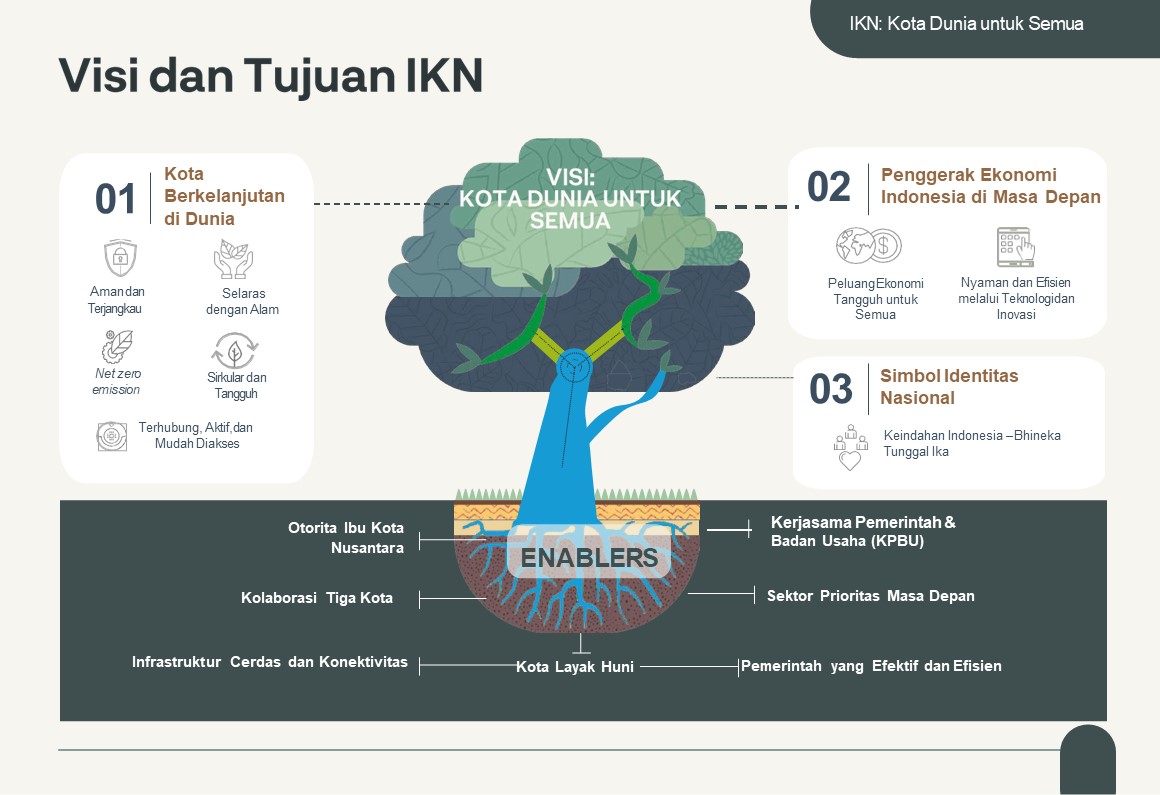 IKN: Kota Dunia untuk Semua
Visi dan Tujuan IKN
VISI:
KOTA DUNIA UNTUK
SEMUA
01
Kota
Berkelanjutan
di Dunia
Aman dan
Terjangkau
Selaras
dengan Alam
Net zero
emission
Sirkular dan
Tangguh
Terhubung, Aktif, dan
Mudah Diakses
02
Penggerak Ekonomi
Indonesia di Masa Depan
Peluang Ekonomi
Tangguh untuk
Semua
Nyaman dan Efisien
melalui Teknologi dan
Inovasi
03
Simbol Identitas
Nasional
Keindahan Indonesia – Bhineka
Tunggal Ika
ENABLERS
Otorita Ibu Kota
Nusantara
Kolaborasi Tiga Kota
Infrastruktur Cerdas dan Konektivitas
Kota Layak Huni
Kerjasama Pemerintah &
Badan Usaha (KPBU)
Sektor Prioritas Masa Depan
Pemerintah yang Efektif dan Efisien